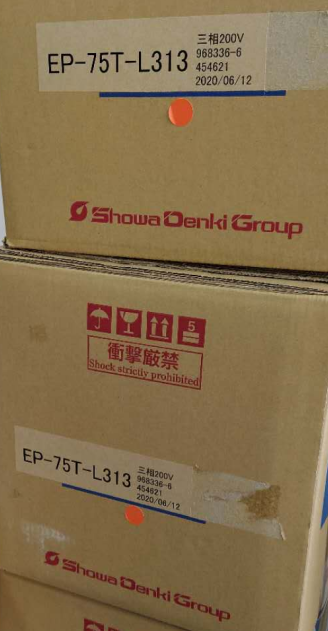 EP-75T-L313
三相200V
968336-6
454621
2020/06/12
Showa Denki Group
5
衝撃厳禁
Shock strictly prohibited
EP-75T-L313
三相200V
968336-6
454621
2020/06/12
Showa Denki Group